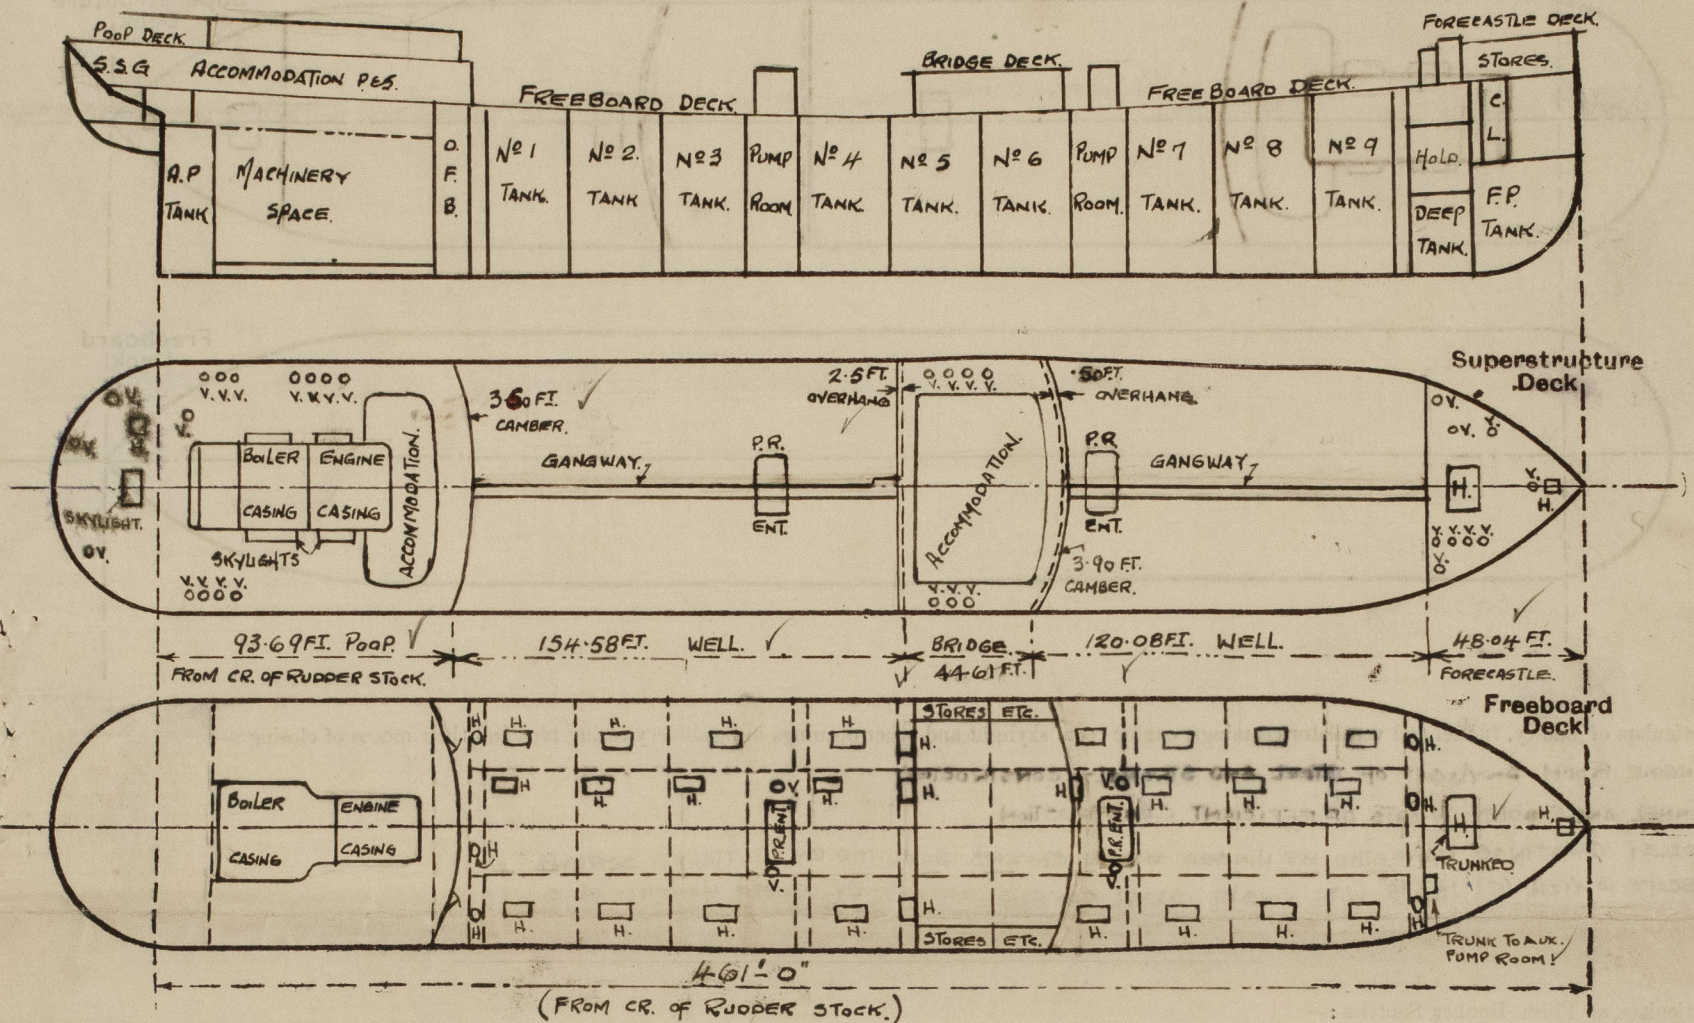 POOP DECK.
S.S.G ACCOMMODATION P&S.
FREEBOARD DECK.
BRIDGE DECK.
FREEBOARD DECK.
FORECASTLE DECK.
STORES.
A.P
TANK
MACHINERY
SPACE.
O.
F.
B.
Nº 1
TANK.
Nº 2.
TANK
Nº 3
TANK.
PUMP
ROOM.
Nº 4
TANK.
Nº 5
TANK.
Nº 6
TANK.
PUMP
ROOM.
Nº 7
TANK.
Nº 8
TANK.
Nº 9
TANK.
HOLD.
DEEP
TANK.
C.
L.
F.P.
TANK.
Superstructure
Deck
V. V. V. V. V. V. V.
OV.
OV.
SKYLIGHT.
OV.
BOILER
CASING
ENGINE
CASING
SKYLIGHTS
V. V. V. V.
ACCOMMODATION.
3.50 FT.
CAMBER.
GANGWAY.
P.R.
ENT.
2.5 FT.
OVERHANG
V. V. V. V.
ACCOMMODATION.
V. V. V.
.50 FT.
OVERHANG
P.R.
ENT.
3.90 FT.
CAMBER.
GANGWAY.
OV.
OV.
H.
V.
H.
V. V. V. V.
V.
93.69 FT. POOP.
FROM CR. OF RUDDER STOCK.
154.58 FT. WELL.
BRIDGE
44.61 FT.
120.08 FT. WELL.
48.04 FT.
FORECASTLE.
Freeboard
Deck
BOILER
CASING
ENGINE
CASING
H H. H. H. H.
H H. H. H. H.
V.
P.R. ENT.
V
H
H H. H. H. H.
STORES ETC.
H.
H.
H.
STORES ETC.
H. H. H. H. H.
H. H. H. H. H.
V
P.R. ENT.
V
H. H. H. H. H
H
TRUNKED
H
TRUNK TO AUX.
PUMP ROOM.
461'-0"
(FROM CR. OF RUDDER STOCK.)